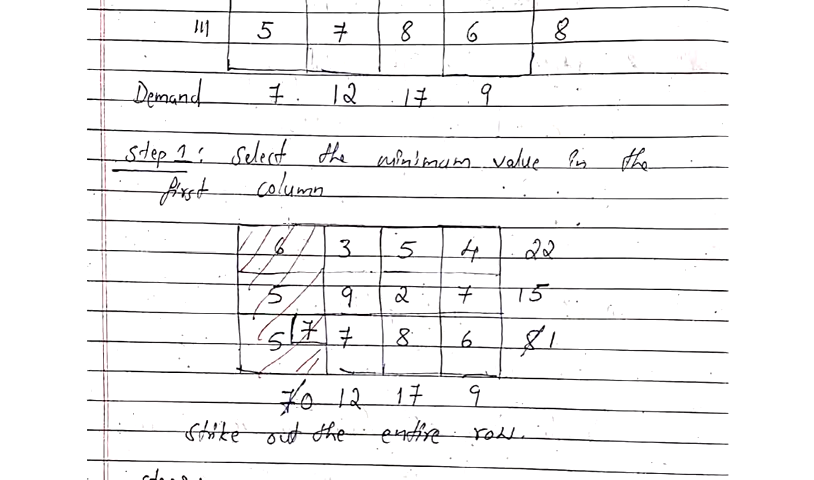 III 5 7 8 6 8
Demand 7 12 17 9
Step 1: Select the minimum value in the
first column
6 3 5 4 22
5 9 2 7 15
5 7 7 8 6 8 1
7 0 12 17 9
Strike out the entire row.